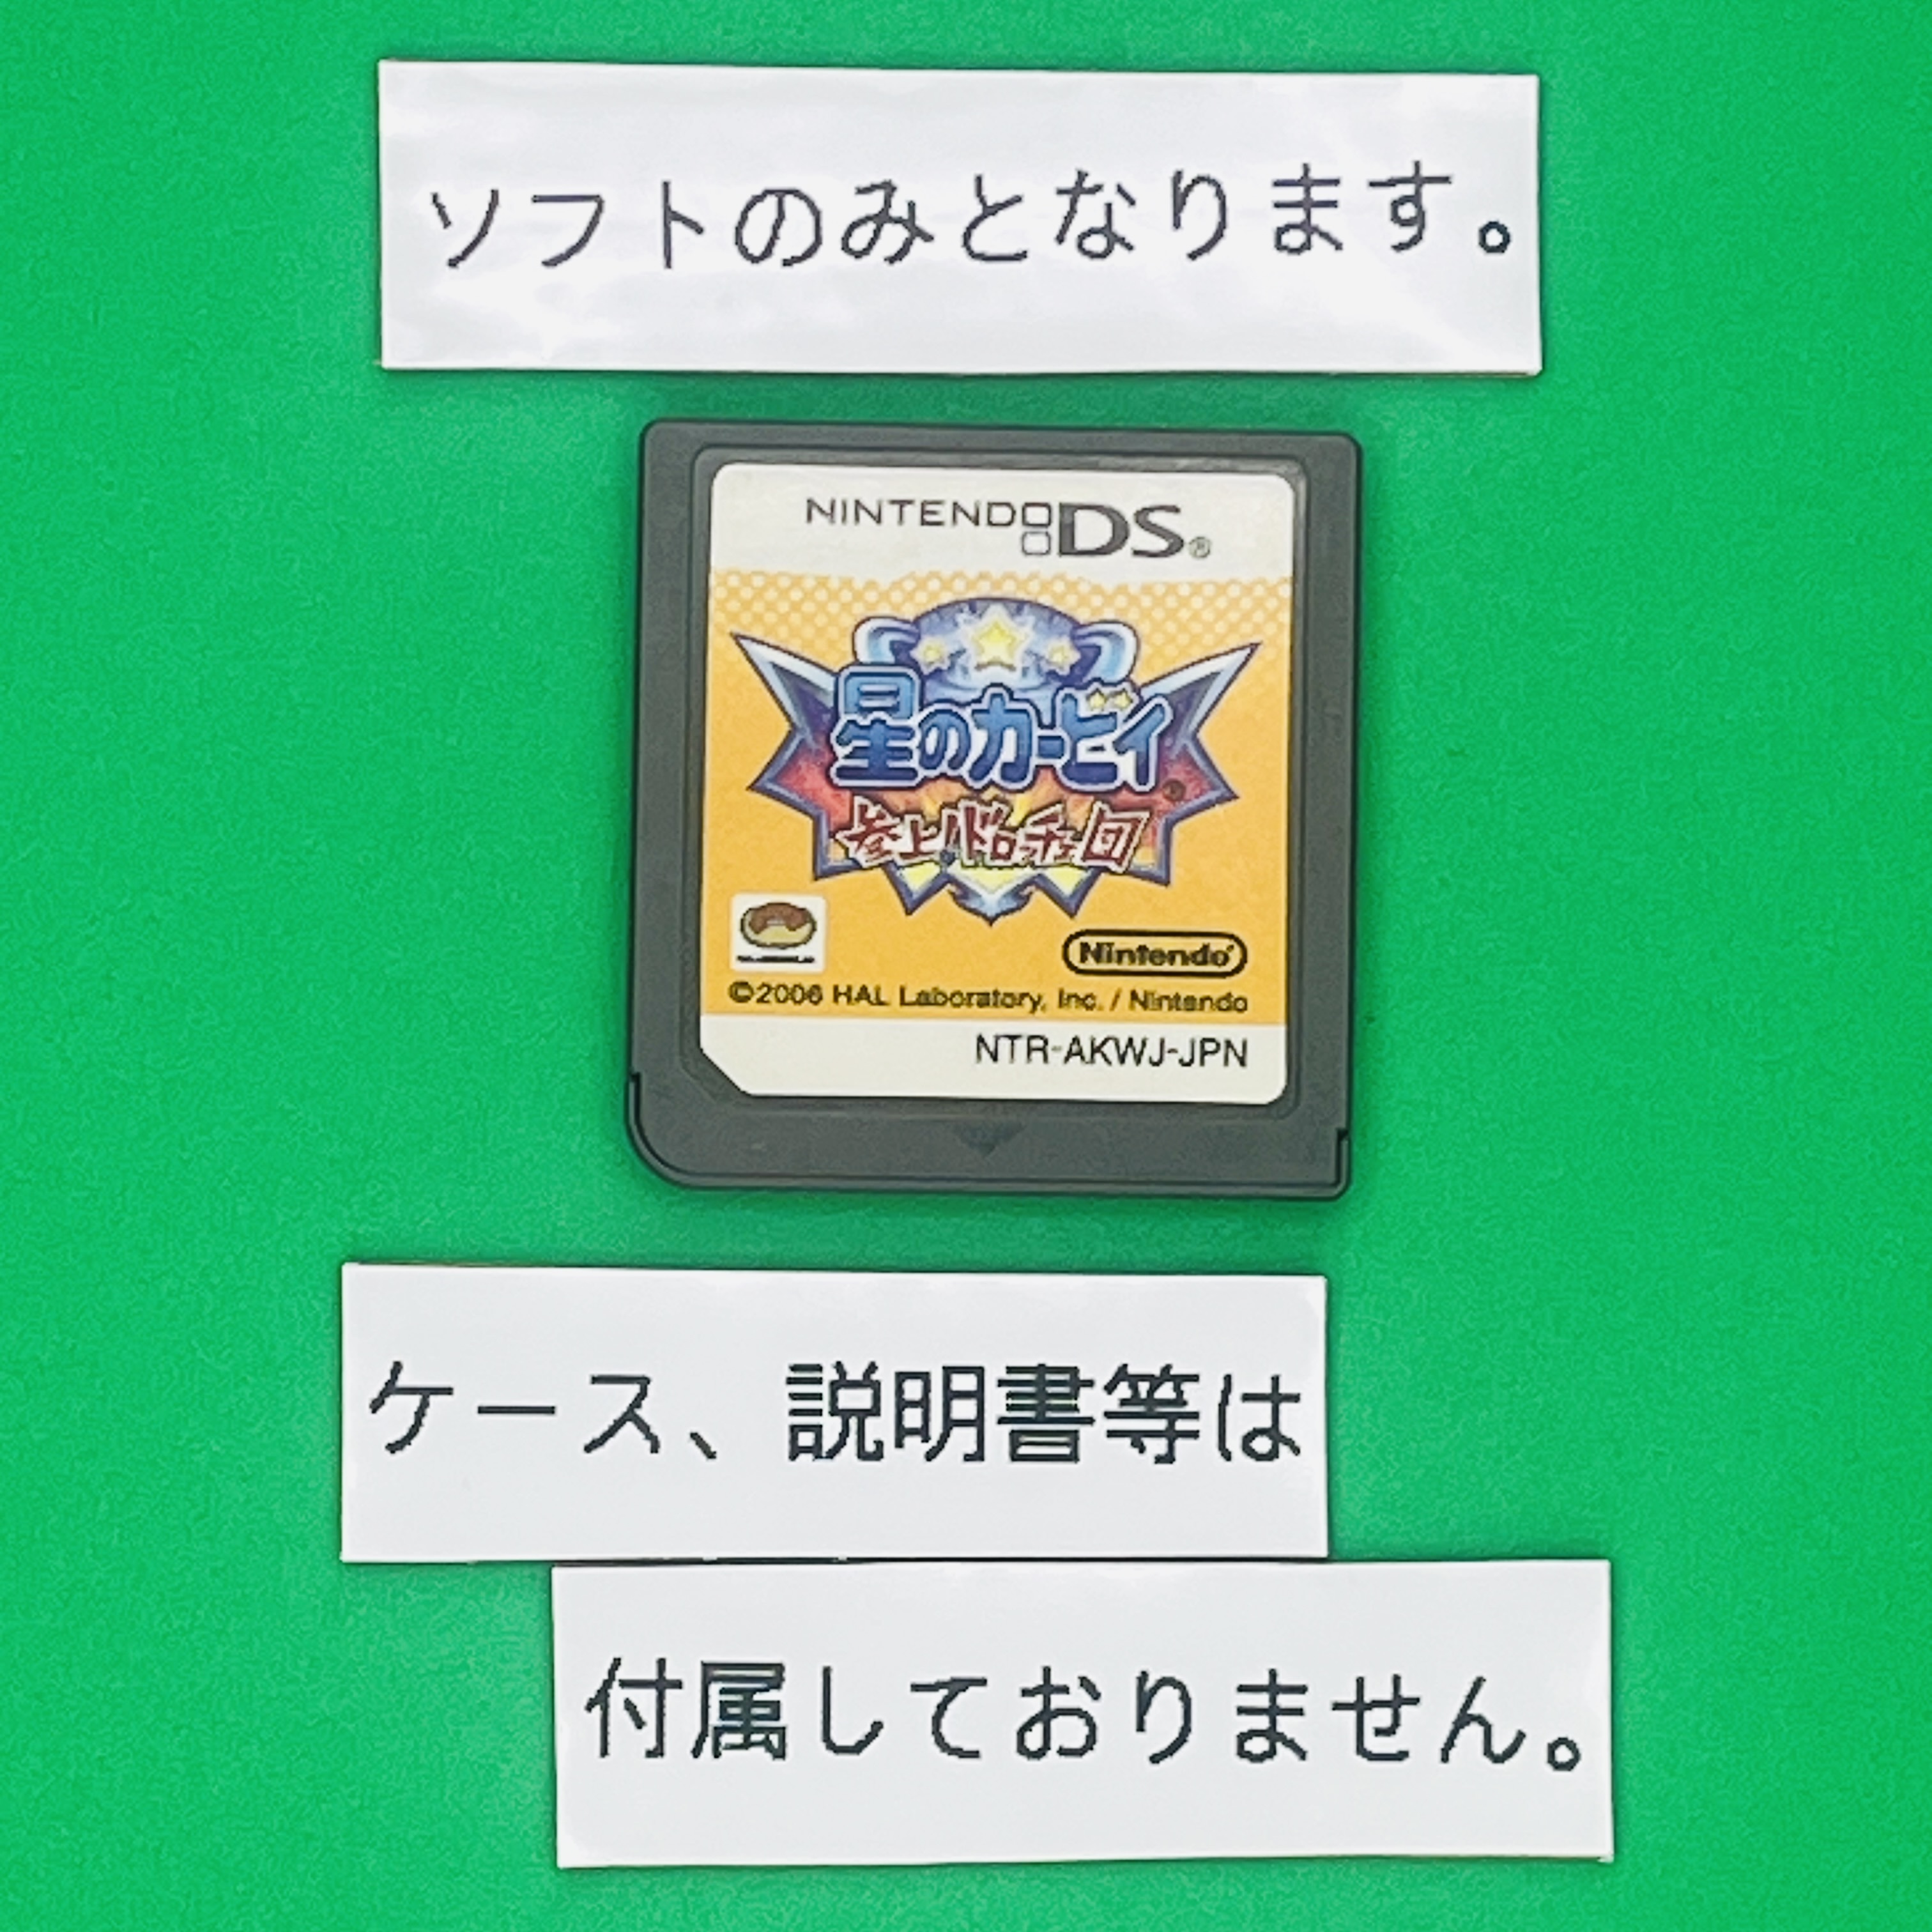 ソフトのみとなります。
NINTENDO DS®
星のカービィ
参上!ドロッチェ団
Nintendo®
©2006 HAL Laboratory, Inc. / Nintendo
NTR-AKWJ-JPN
ケース、説明書等は
付属しておりません。